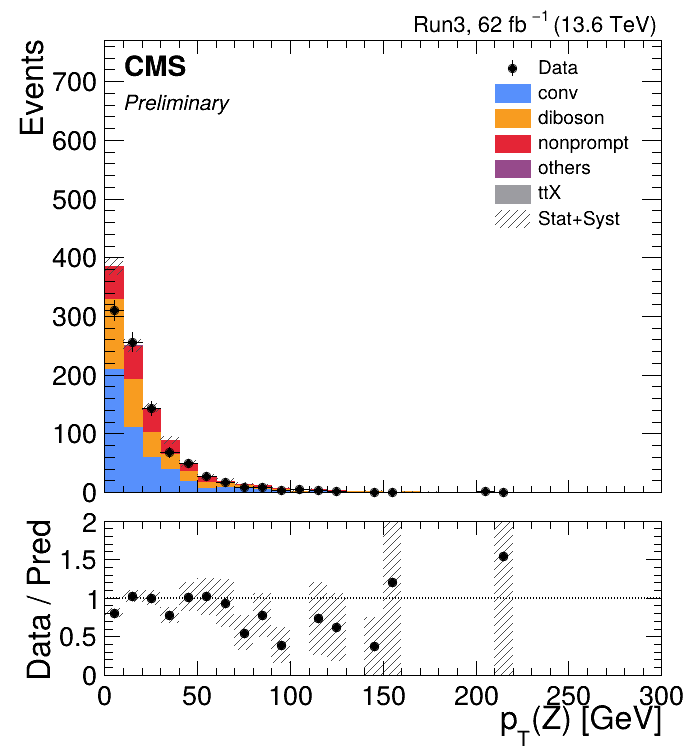 Run3, 62 fb⁻¹ (13.6 TeV)
CMS
Preliminary
Events
700
600
500
400
300
200
100
0
Data
conv
diboson
nonprompt
others
ttX
Stat+Syst
Data / Pred
2
1.5
1
0.5
0
0 50 100 150 200 250 300
p_T(Z) [GeV]